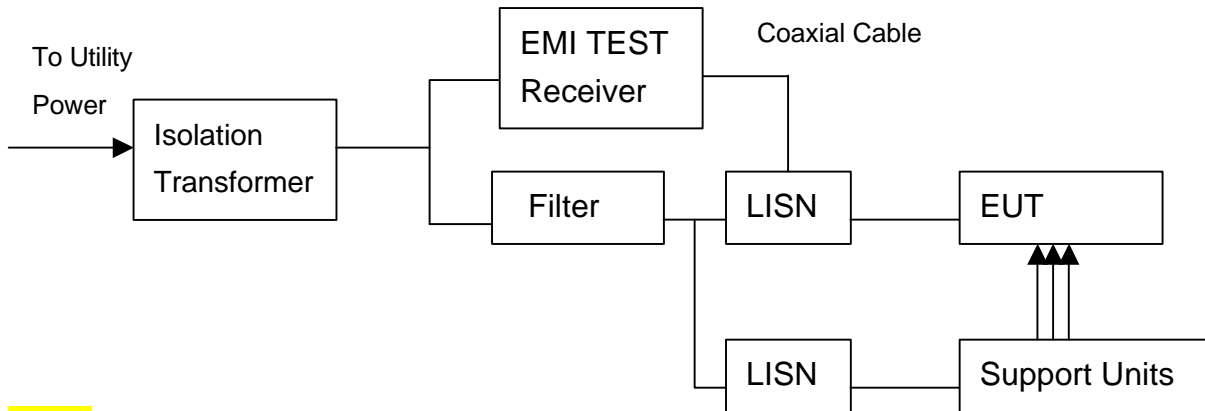 To Utility
Power
Isolation
Transformer
EMI TEST
Receiver
Coaxial Cable
Filter
LISN
EUT
LISN
Support Units